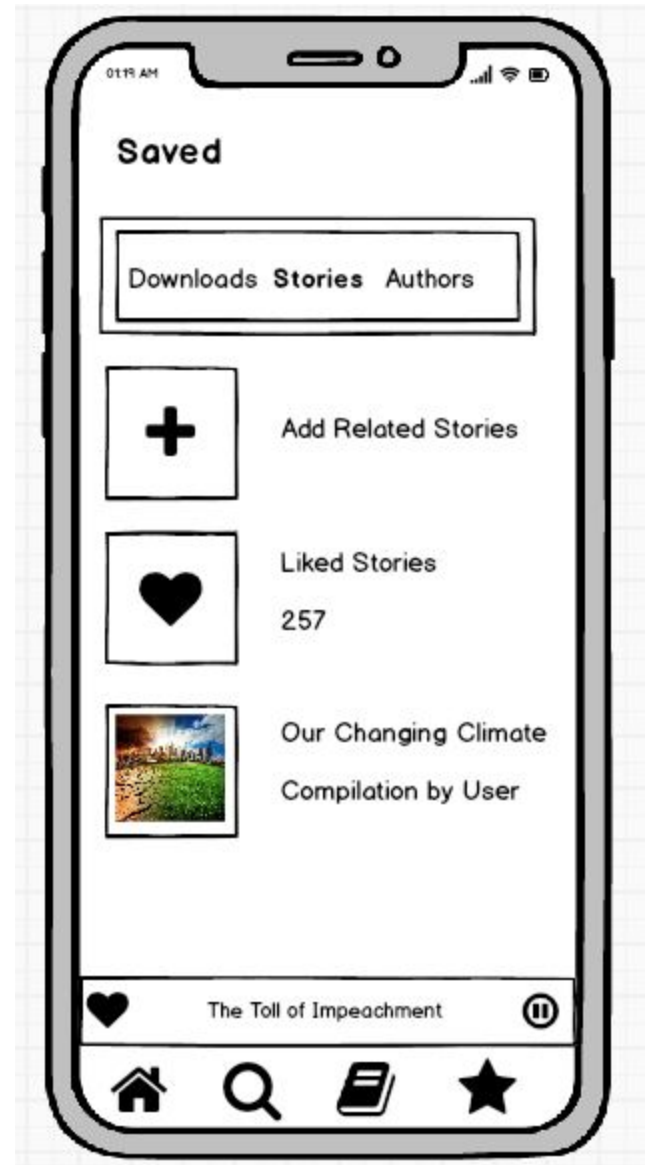 01:19 AM
Saved
Downloads Stories Authors
Add Related Stories
Liked Stories
257
Our Changing Climate
Compilation by User
The Toll of Impeachment